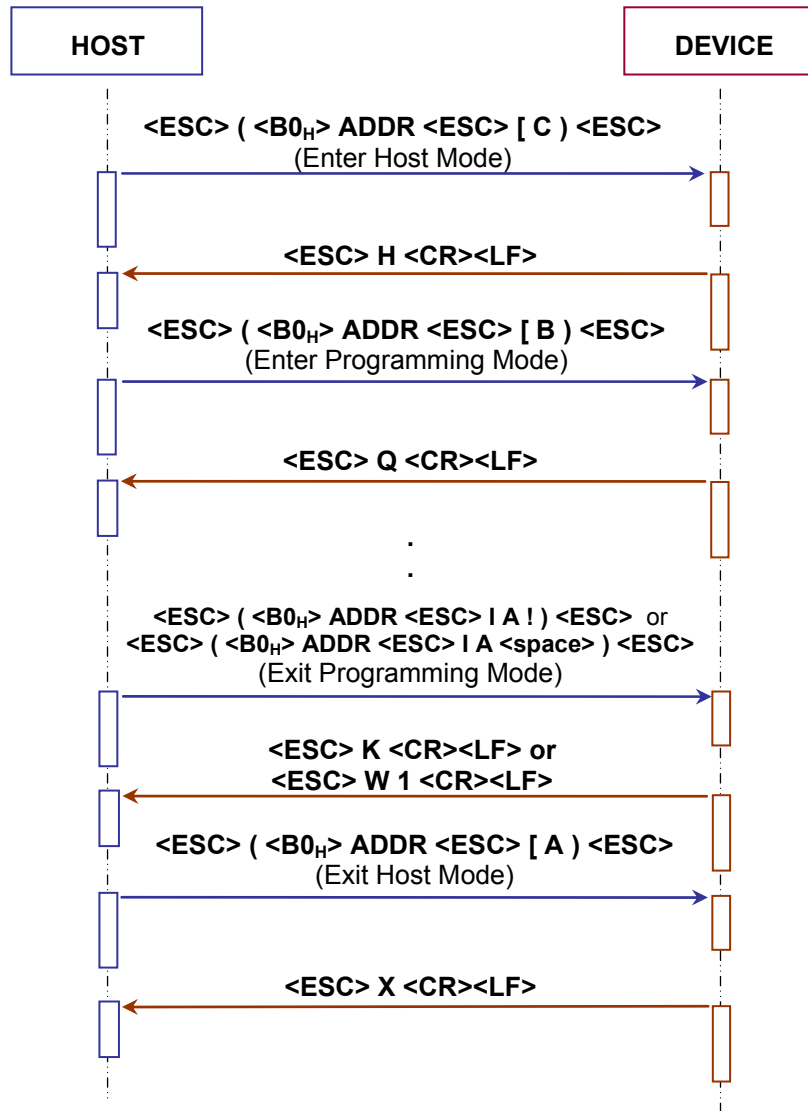 HOST
DEVICE
<ESC> ( <B0H> ADDR <ESC> [ C ) <ESC>
(Enter Host Mode)
<ESC> H <CR><LF>
<ESC> ( <B0H> ADDR <ESC> [ B ) <ESC>
(Enter Programming Mode)
<ESC> Q <CR><LF>
.
.
<ESC> ( <B0H> ADDR <ESC> I A ! ) <ESC> or
<ESC> ( <B0H> ADDR <ESC> I A <space> ) <ESC>
(Exit Programming Mode)
<ESC> K <CR><LF> or
<ESC> W 1 <CR><LF>
<ESC> ( <B0H> ADDR <ESC> [ A ) <ESC>
(Exit Host Mode)
<ESC> X <CR><LF>